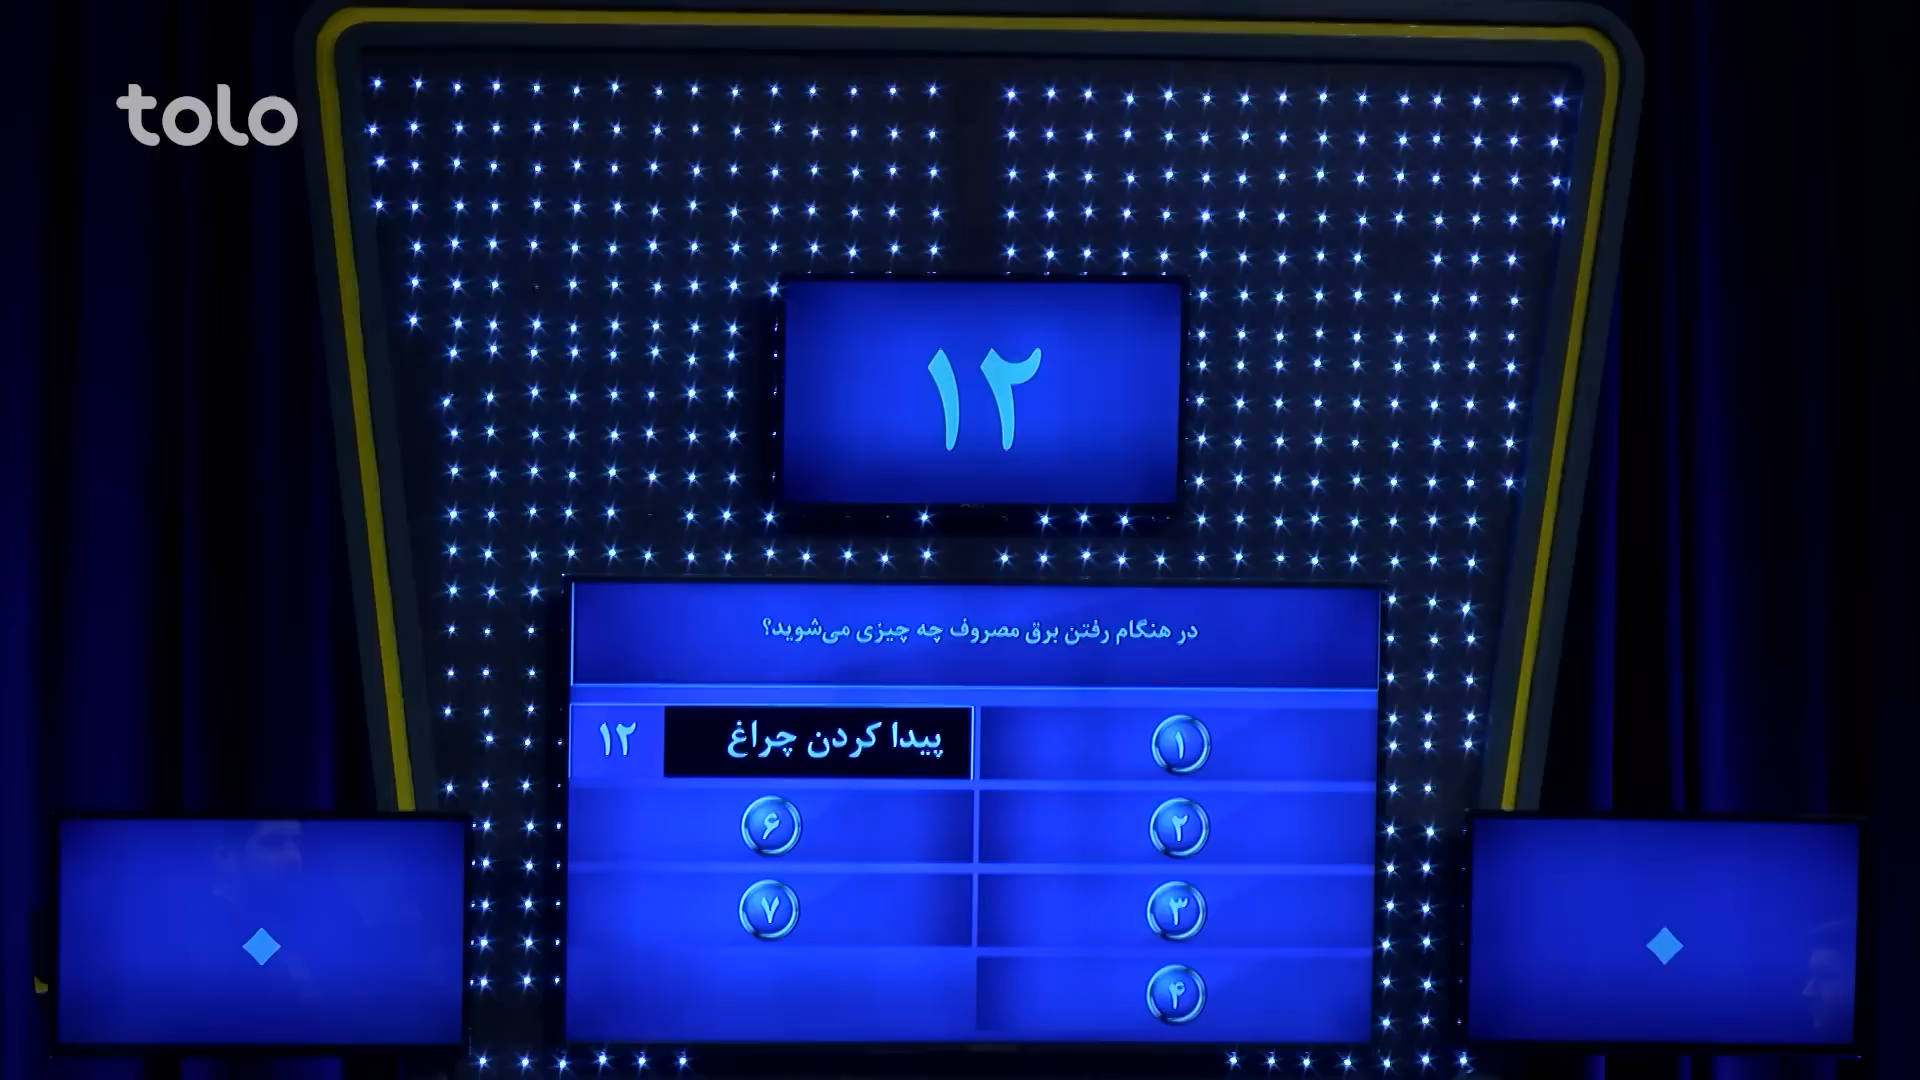 tolo
۱۲
در هنگام رفتن برق مصروف چه چیزی می‌شوید؟
۱
پیدا کردن چراغ ۱۲
۲
۶
۳
۷
۴